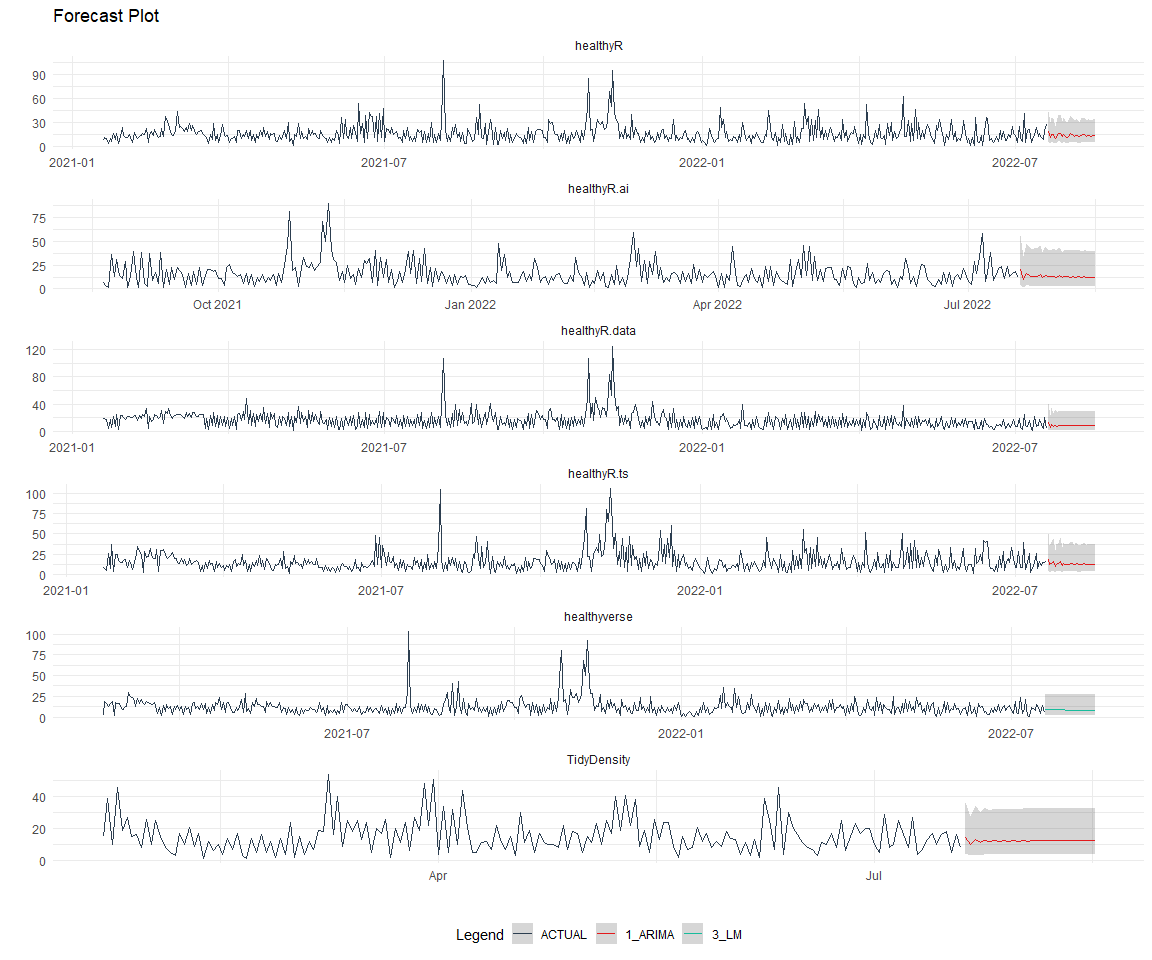 Forecast Plot
healthyR
90
60
30
0
2021-01 2021-07 2022-01 2022-07
healthyR.ai
75
50
25
0
Oct 2021 Jan 2022 Apr 2022 Jul 2022
healthyR.data
120
80
40
0
2021-01 2021-07 2022-01 2022-07
healthyR.ts
100
75
50
25
0
2021-01 2021-07 2022-01 2022-07
healthyverse
100
75
50
25
0
2021-07 2022-01 2022-07
TidyDensity
40
20
0
Apr Jul
Legend ACTUAL 1_ARIMA 3_LM